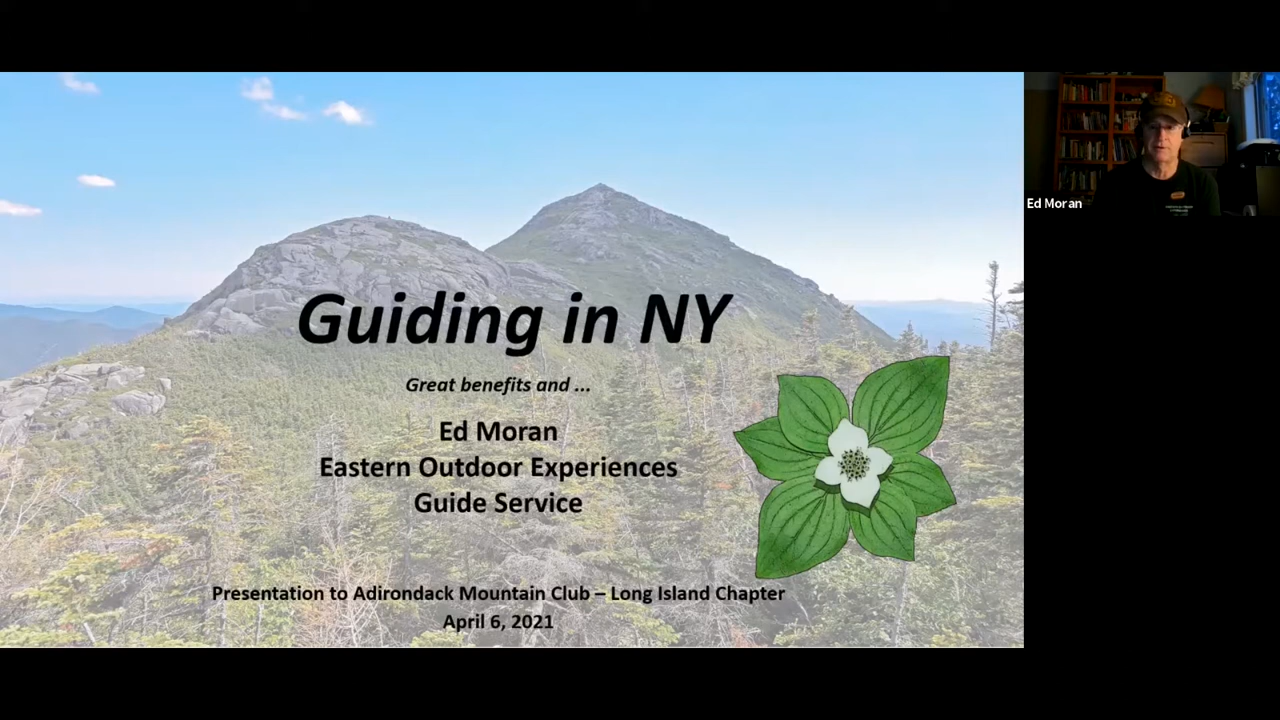 Guiding in NY
Great benefits and ...
Ed Moran
Eastern Outdoor Experiences
Guide Service
Presentation to Adirondack Mountain Club – Long Island Chapter
April 6, 2021
Ed Moran